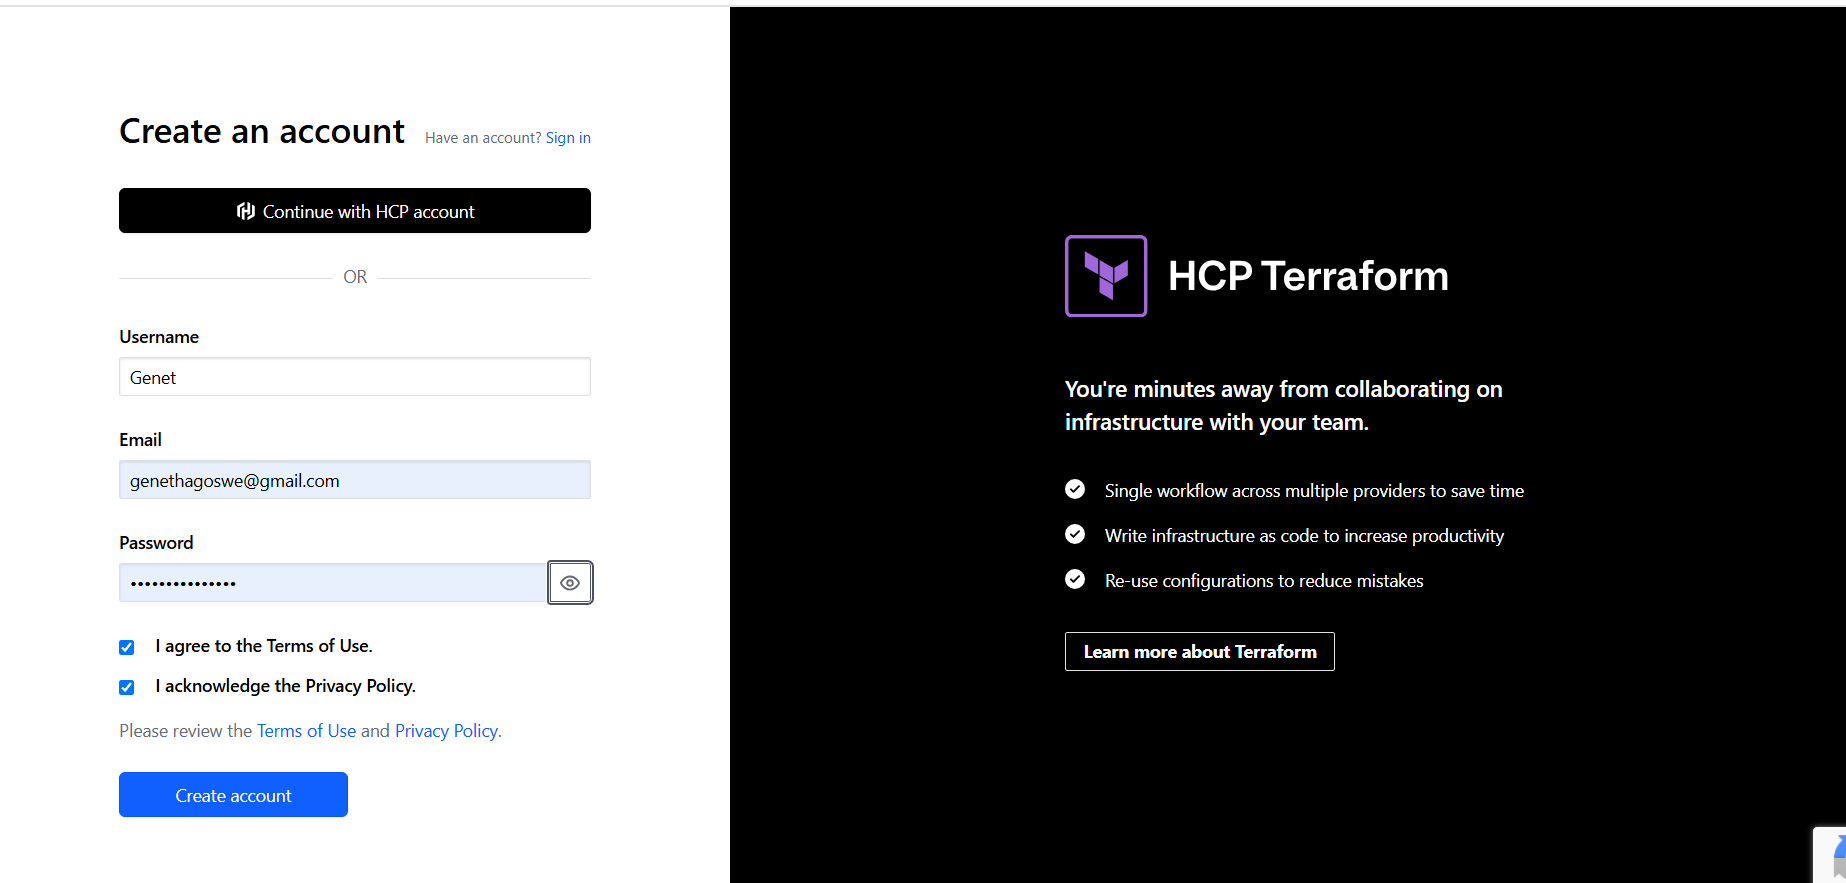 Create an account Have an account? Sign in
Continue with HCP account
OR
Username
Genet
Email
genethagoswe@gmail.com
Password
•••••••••••••••
I agree to the Terms of Use.
I acknowledge the Privacy Policy.
Please review the Terms of Use and Privacy Policy.
Create account
HCP Terraform
You're minutes away from collaborating on
infrastructure with your team.
Single workflow across multiple providers to save time
Write infrastructure as code to increase productivity
Re-use configurations to reduce mistakes
Learn more about Terraform